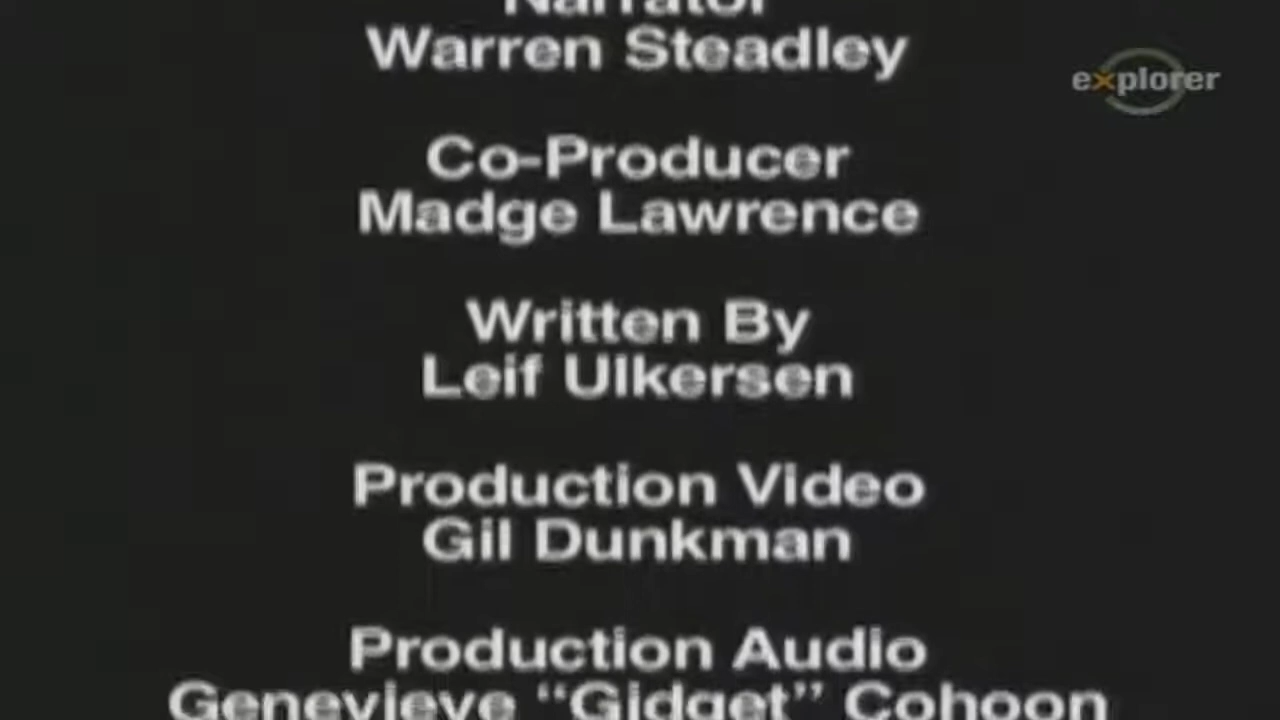 Narrator
Warren Steadley
explorer
Co-Producer
Madge Lawrence
Written By
Leif Ulkersen
Production Video
Gil Dunkman
Production Audio
Genevieve “Gidget” Cohoon